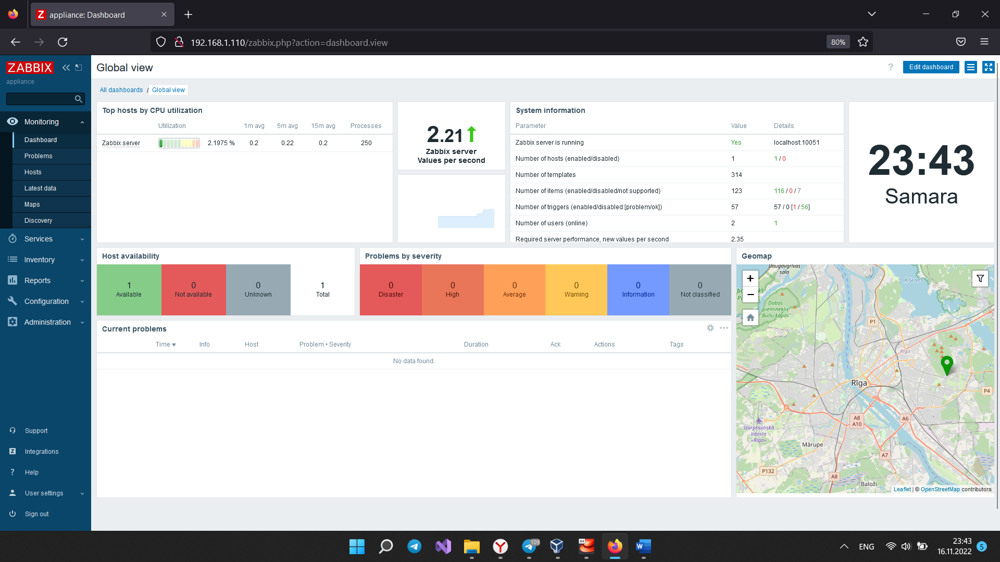 appliance: Dashboard
192.168.1.110/zabbix.php?action=dashboard.view
80%
ZABBIX
appliance
Monitoring
Dashboard
Problems
Hosts
Latest data
Maps
Discovery
Services
Inventory
Reports
Configuration
Administration
Support
Integrations
Help
User settings
Sign out
Global view
? Edit dashboard
All dashboards / Global view
Top hosts by CPU utilization
Utilization 1m avg 5m avg 15m avg Processes
Zabbix server 2.1975 % 0.2 0.22 0.2 250
2.21
Zabbix server
Values per second
System information
Parameter Value Details
Zabbix server is running Yes localhost:10051
Number of hosts (enabled/disabled) 1 1 / 0
Number of templates 314
Number of items (enabled/disabled/not supported) 123 116 / 0 / 7
Number of triggers (enabled/disabled [problem/ok]) 57 57 / 0 [1 / 56]
Number of users (online) 2 1
Required server performance, new values per second 2.35
23:43
Samara
Host availability
1 Available
0 Not available
0 Unknown
1 Total
Problems by severity
0 Disaster
0 High
0 Average
0 Warning
0 Information
0 Not classified
Current problems
Time Info Host Problem • Severity Duration Ack Actions Tags
No data found.
Geomap
+
−
Daugavgrīvas
sala
Ķīšezers
Dabas
piemineklis
"Buļļu kāpas"
P1
Rīga
Rīga
P4
A8
A10
A6
Starptautiskā
lidosta
«Rīga»
Mārupe
A7
P132
A8
Baloži
Leaflet | © OpenStreetMap contributors
109
64
ENG
23:43
16.11.2022
5